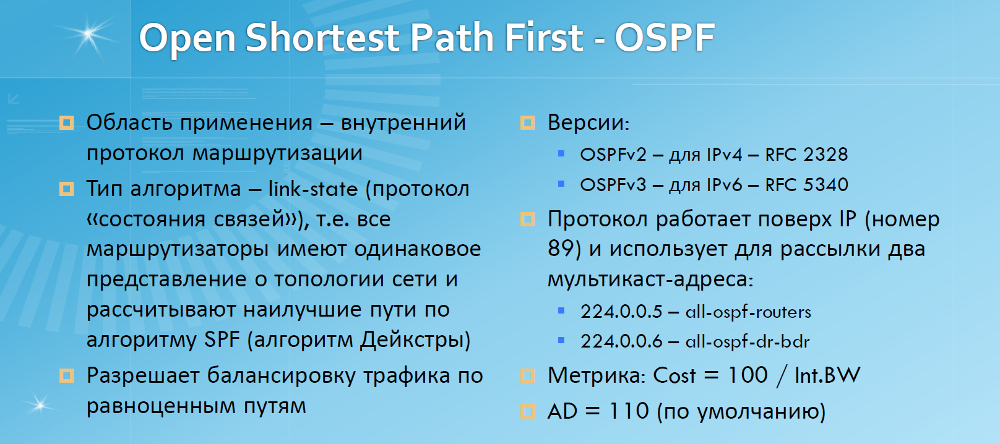 Open Shortest Path First - OSPF
Область применения – внутренний
протокол маршрутизации
Тип алгоритма – link-state (протокол
«состояния связей»), т.е. все
маршрутизаторы имеют одинаковое
представление о топологии сети и
рассчитывают наилучшие пути по
алгоритму SPF (алгоритм Дейкстры)
Разрешает балансировку трафика по
равноценным путям
Версии:
OSPFv2 – для IPv4 – RFC 2328
OSPFv3 – для IPv6 – RFC 5340
Протокол работает поверх IP (номер
89) и использует для рассылки два
мультикаст-адреса:
224.0.0.5 – all-ospf-routers
224.0.0.6 – all-ospf-dr-bdr
Метрика: Cost = 100 / Int.BW
AD = 110 (по умолчанию)